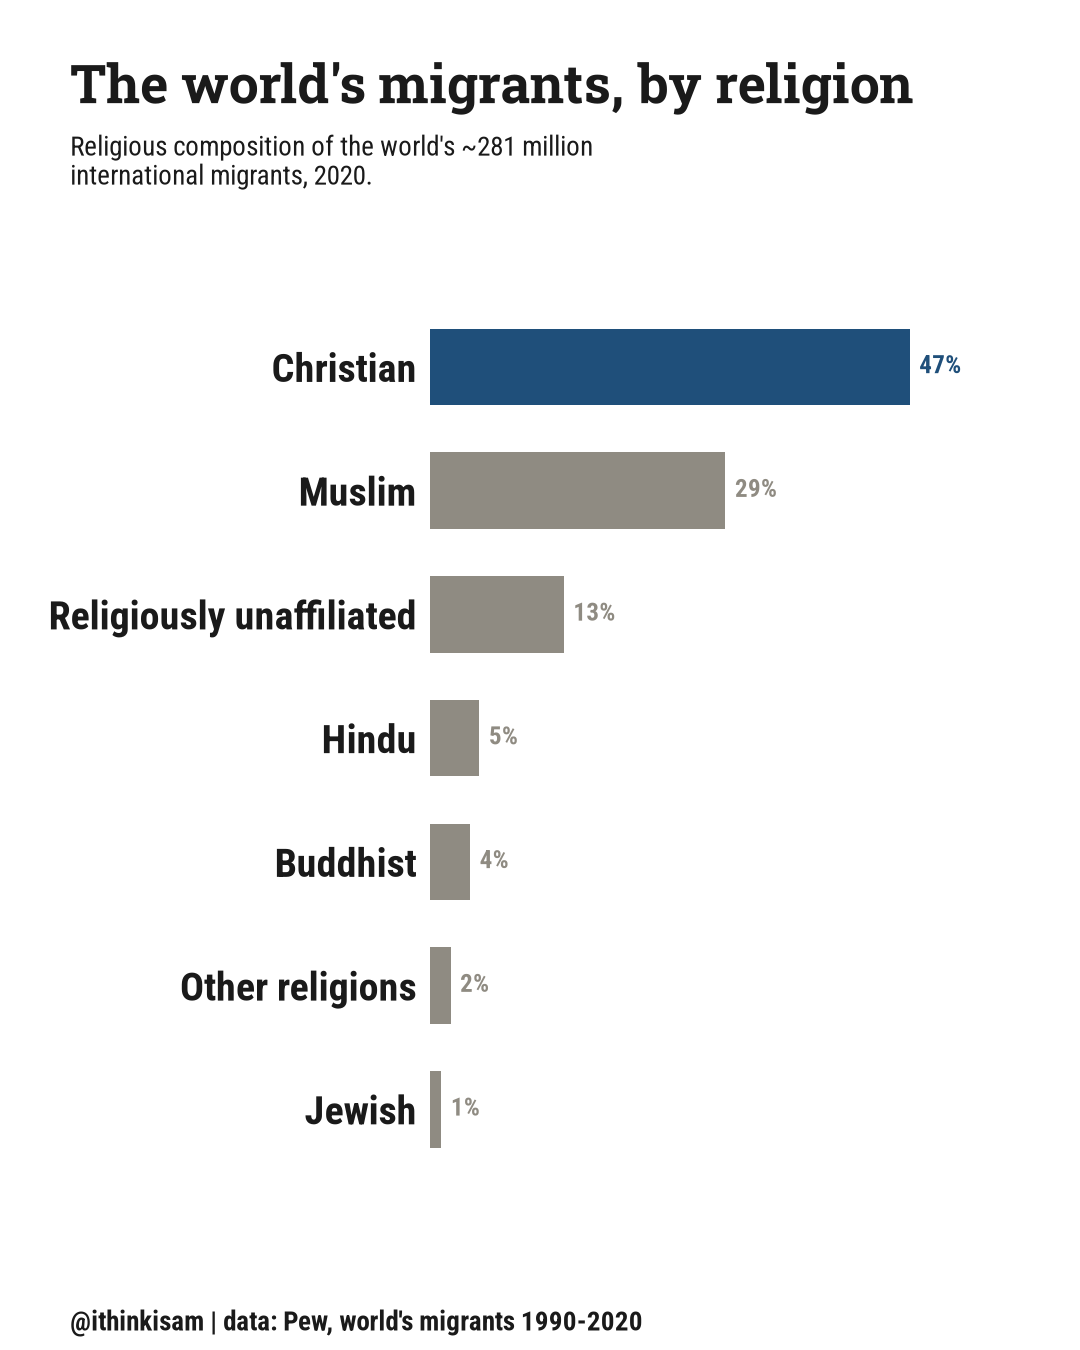 The world's migrants, by religion
Religious composition of the world's ~281 million
international migrants, 2020.
Christian 47%
Muslim 29%
Religiously unaffiliated 13%
Hindu 5%
Buddhist 4%
Other religions 2%
Jewish 1%
@ithinkisam | data: Pew, world's migrants 1990-2020